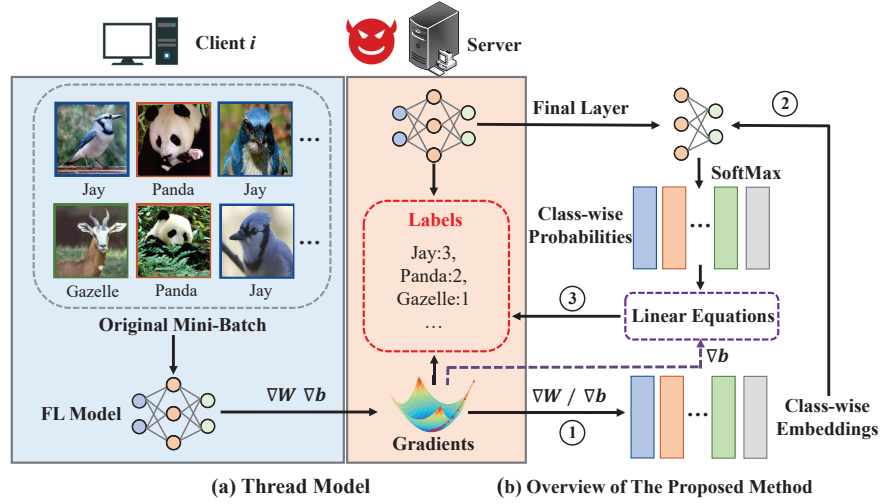 Client i
Server
Jay
Panda
Jay
...
Gazelle
Panda
Jay
...
Original Mini-Batch
FL Model
∇W ∇b
Labels
Jay:3,
Panda:2,
Gazelle:1
...
Gradients
Final Layer
②
SoftMax
Class-wise
Probabilities
...
③
Linear Equations
∇b
∇W / ∇b
①
...
Class-wise
Embeddings
(a) Thread Model
(b) Overview of The Proposed Method